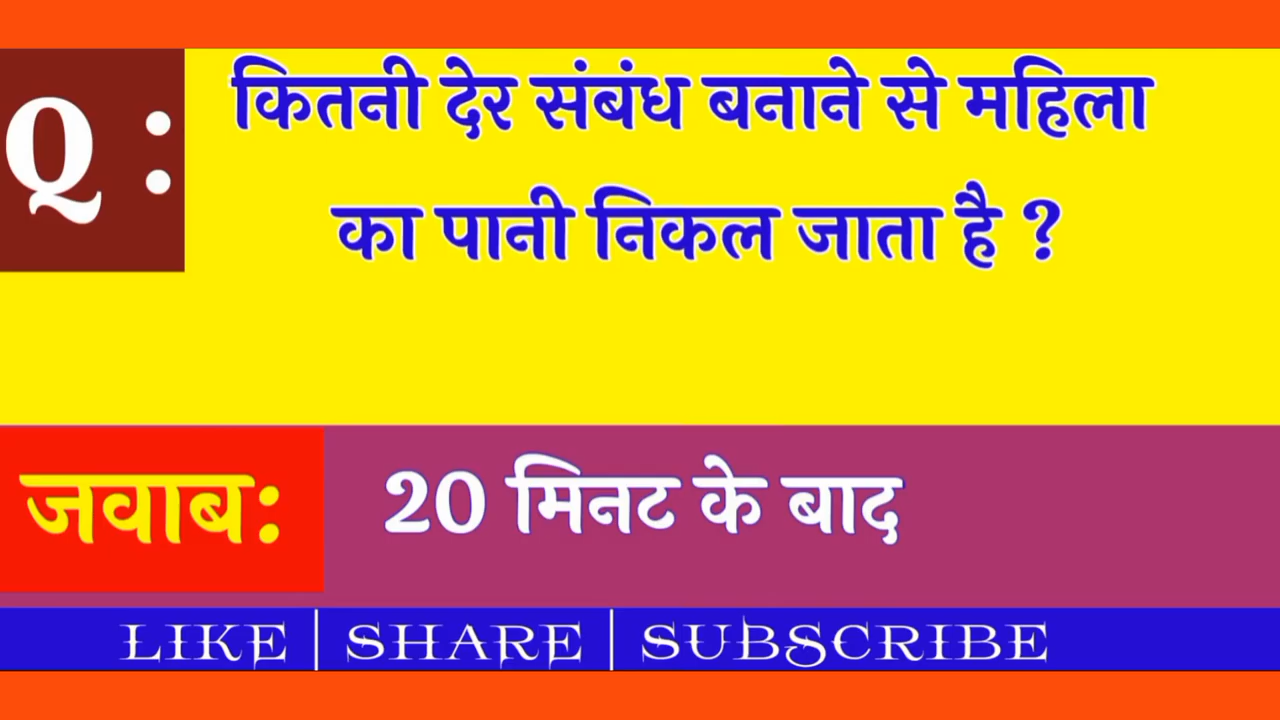 Q :
कितनी देर संबंध बनाने से महिला
का पानी निकल जाता है ?
जवाब:
20 मिनट के बाद
LIKE | SHARE | SUBSCRIBE